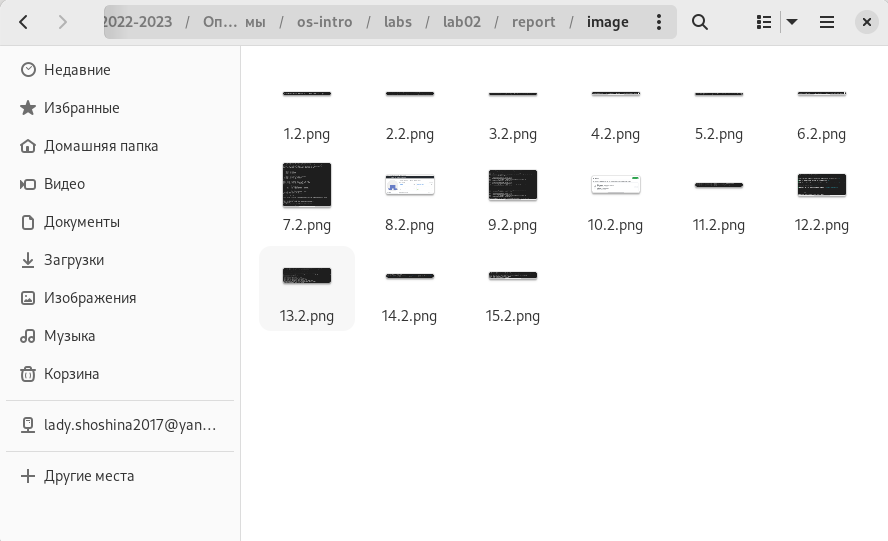 2022-2023 / Оп… мы / os-intro / labs / lab02 / report / image
Недавние
Избранные
Домашняя папка
Видео
Документы
Загрузки
Изображения
Музыка
Корзина
lady.shoshina2017@yan…
Другие места
1.2.png 2.2.png 3.2.png 4.2.png 5.2.png 6.2.png
7.2.png 8.2.png 9.2.png 10.2.png 11.2.png 12.2.png
13.2.png 14.2.png 15.2.png